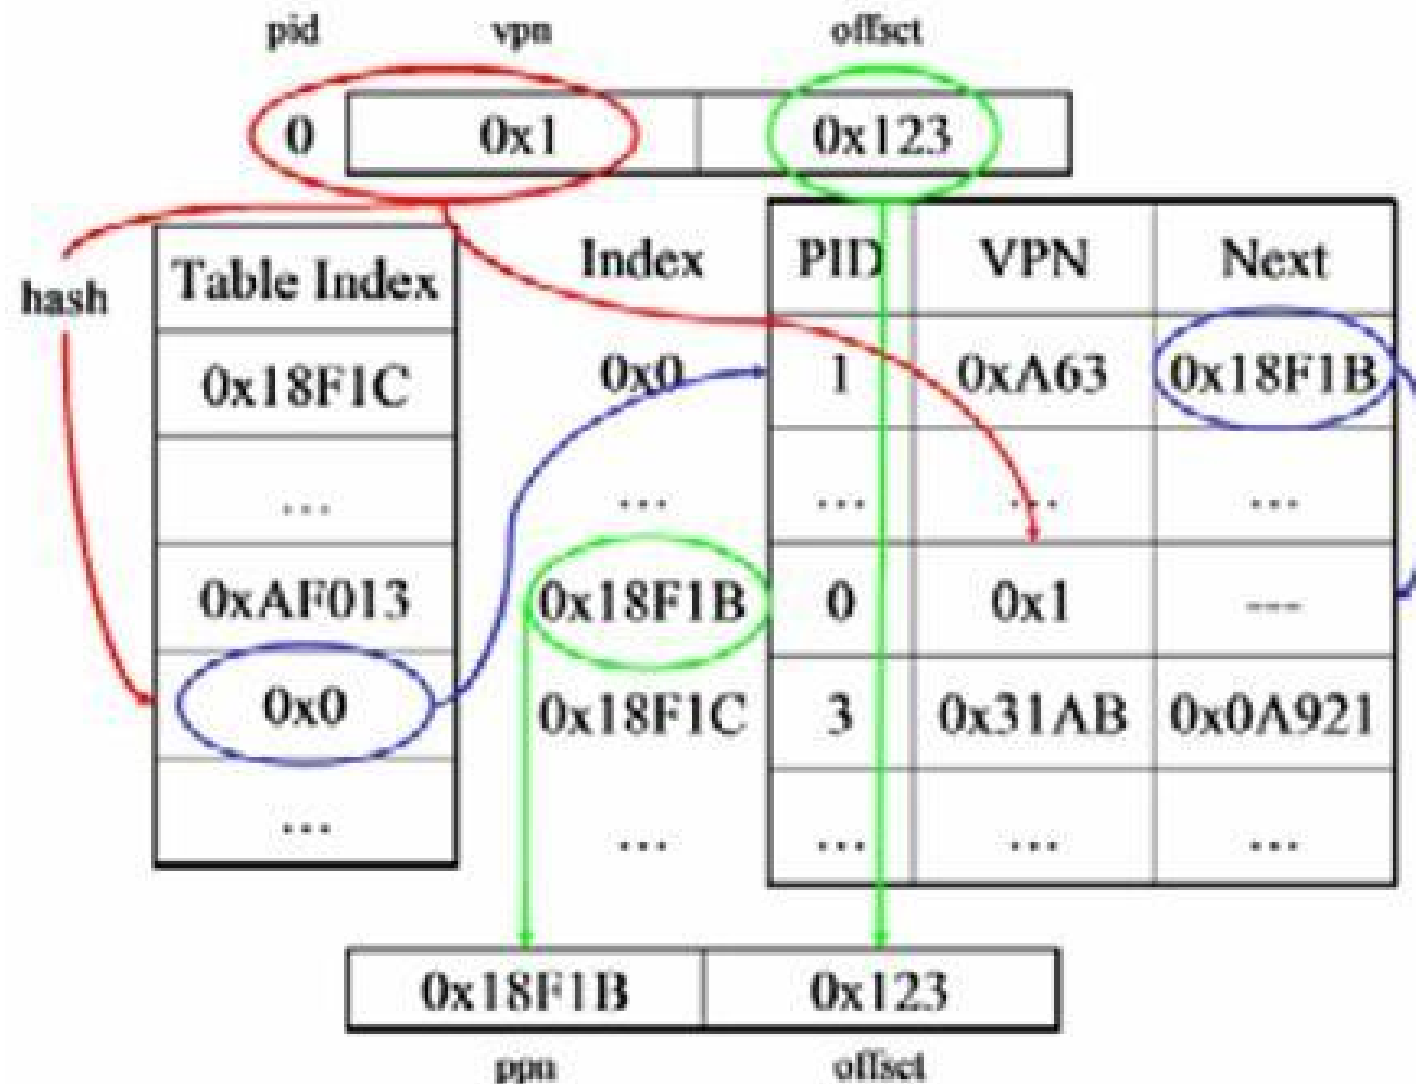 pid vpn offset
0 0x1 0x123
hash
Table Index
0x18F1C
...
0xAF013
0x0
...
Index PID VPN Next
0x0 1 0xA63 0x18F1B
... ... ... ...
0x18F1B 0 0x1 ---
0x18F1C 3 0x31AB 0x0A921
... ... ... ...
0x18F1B 0x123
ppn offset